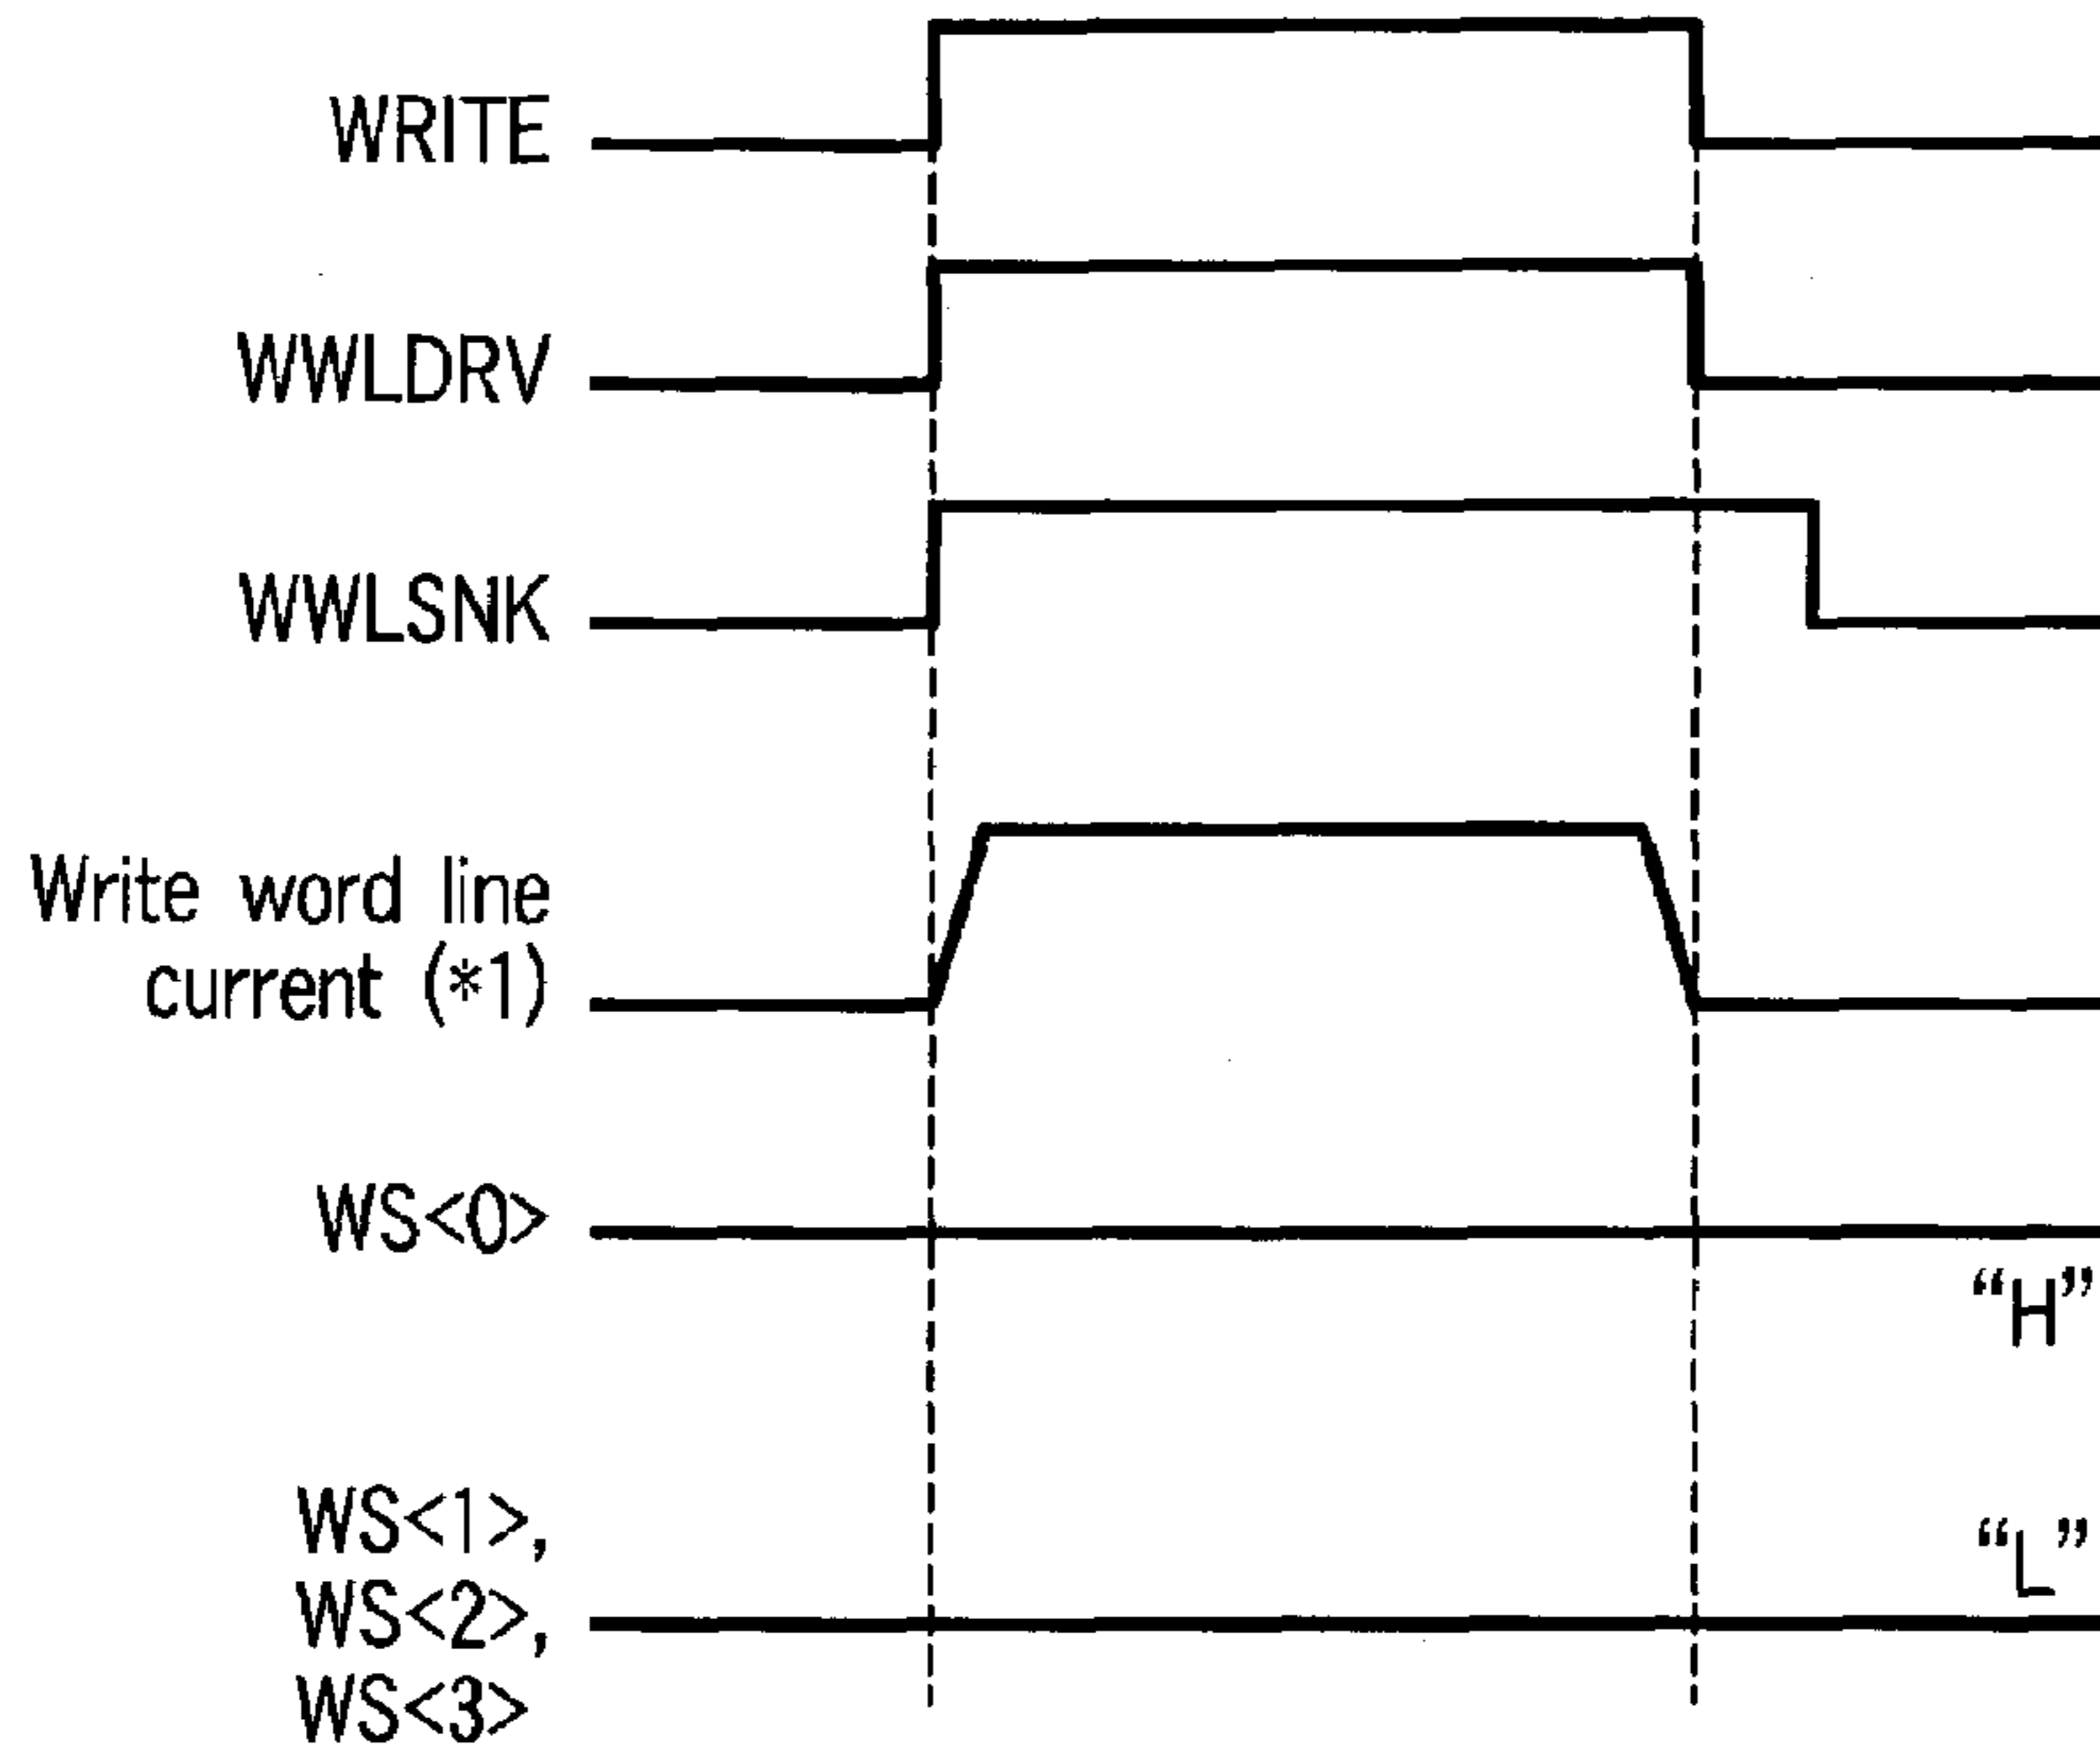 WRITE
WWLDRV
WWLSNK
Write word line
current (*1)
WS<0>
“H”
WS<1>,
“L”
WS<2>,
WS<3>